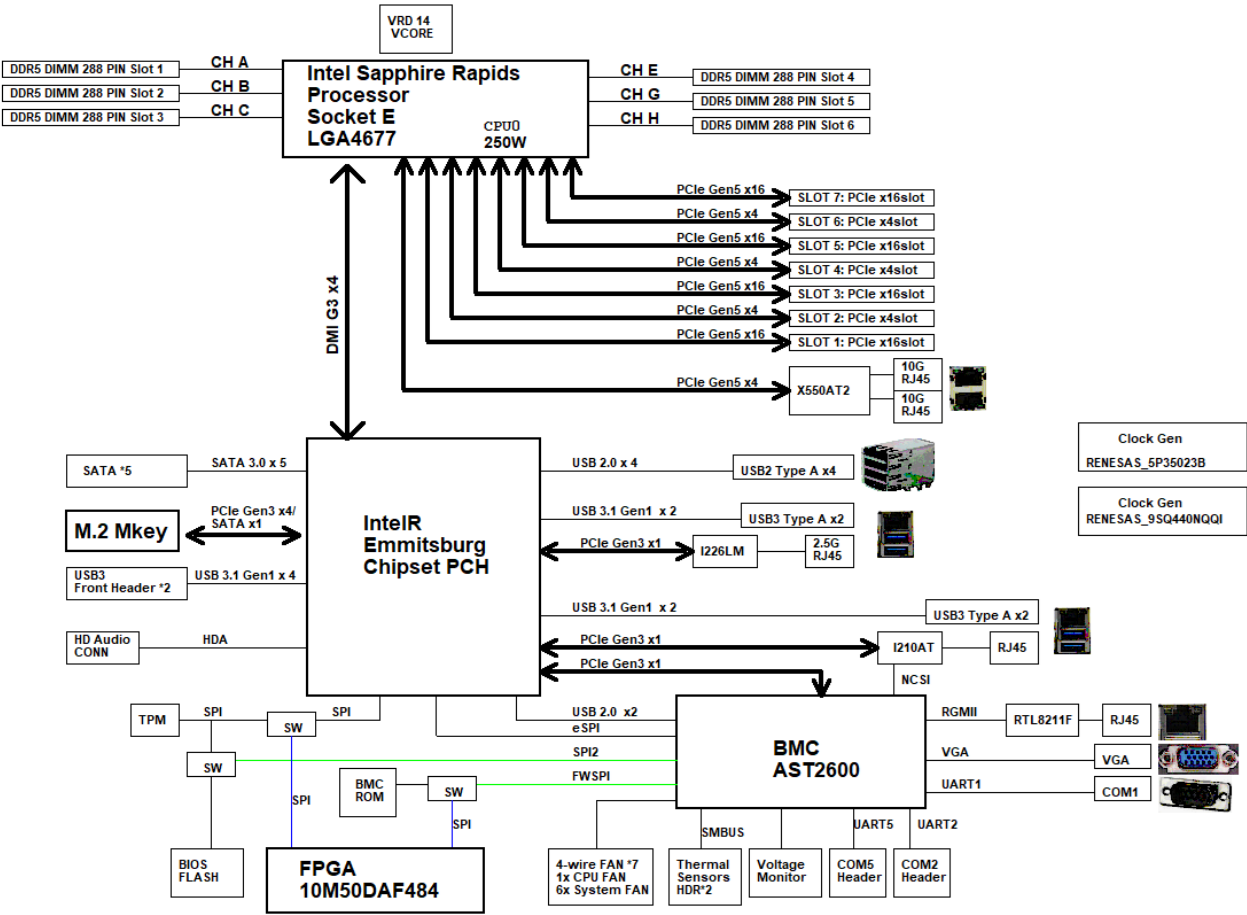 VRD 14
VCORE
DDR5 DIMM 288 PIN Slot 1
CH A
DDR5 DIMM 288 PIN Slot 2
CH B
DDR5 DIMM 288 PIN Slot 3
CH C
Intel Sapphire Rapids
Processor
Socket E
LGA4677
CPU0
250W
CH E
DDR5 DIMM 288 PIN Slot 4
CH G
DDR5 DIMM 288 PIN Slot 5
CH H
DDR5 DIMM 288 PIN Slot 6
PCIe Gen5 x16
SLOT 7: PCIe x16slot
PCIe Gen5 x4
SLOT 6: PCIe x4slot
PCIe Gen5 x16
SLOT 5: PCIe x16slot
PCIe Gen5 x4
SLOT 4: PCIe x4slot
PCIe Gen5 x16
SLOT 3: PCIe x16slot
PCIe Gen5 x4
SLOT 2: PCIe x4slot
PCIe Gen5 x16
SLOT 1: PCIe x16slot
DMI G3 x4
PCIe Gen5 x4
X550AT2
10G
RJ45
10G
RJ45
Clock Gen
RENESAS_5P35023B
Clock Gen
RENESAS_9SQ440NQQI
SATA *5
SATA 3.0 x 5
M.2 Mkey
PCIe Gen3 x4/
SATA x1
USB3
Front Header *2
USB 3.1 Gen1 x 4
HD Audio
CONN
HDA
IntelR
Emmitsburg
Chipset PCH
USB 2.0 x 4
USB2 Type A x4
USB 3.1 Gen1 x 2
USB3 Type A x2
PCIe Gen3 x1
I226LM
2.5G
RJ45
USB 3.1 Gen1 x 2
USB3 Type A x2
PCIe Gen3 x1
I210AT
RJ45
PCIe Gen3 x1
NCSI
TPM
SPI
SW
SPI
USB 2.0 x2
eSPI
SW
SPI2
BMC
ROM
SW
FWSPI
SPI
SPI
BMC
AST2600
RGMII
RTL8211F
RJ45
VGA
VGA
UART1
COM1
SMBUS
UART5
UART2
BIOS
FLASH
FPGA
10M50DAF484
4-wire FAN *7
1x CPU FAN
6x System FAN
Thermal
Sensors
HDR*2
Voltage
Monitor
COM5
Header
COM2
Header